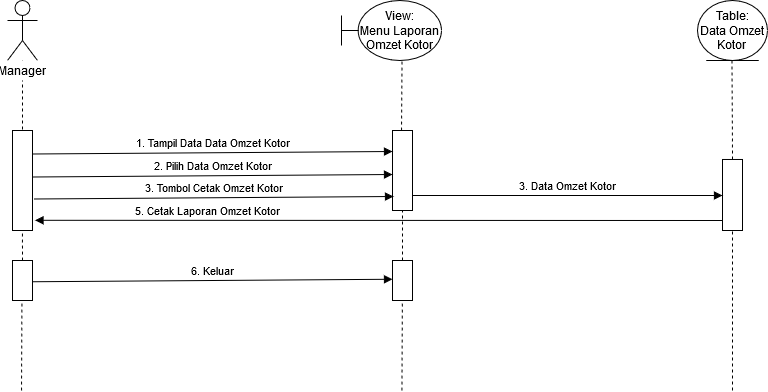 View:
Menu Laporan
Omzet Kotor
Table:
Data Omzet
Kotor
Manager
1. Tampil Data Data Omzet Kotor
2. Pilih Data Omzet Kotor
3. Tombol Cetak Omzet Kotor
3. Data Omzet Kotor
5. Cetak Laporan Omzet Kotor
6. Keluar